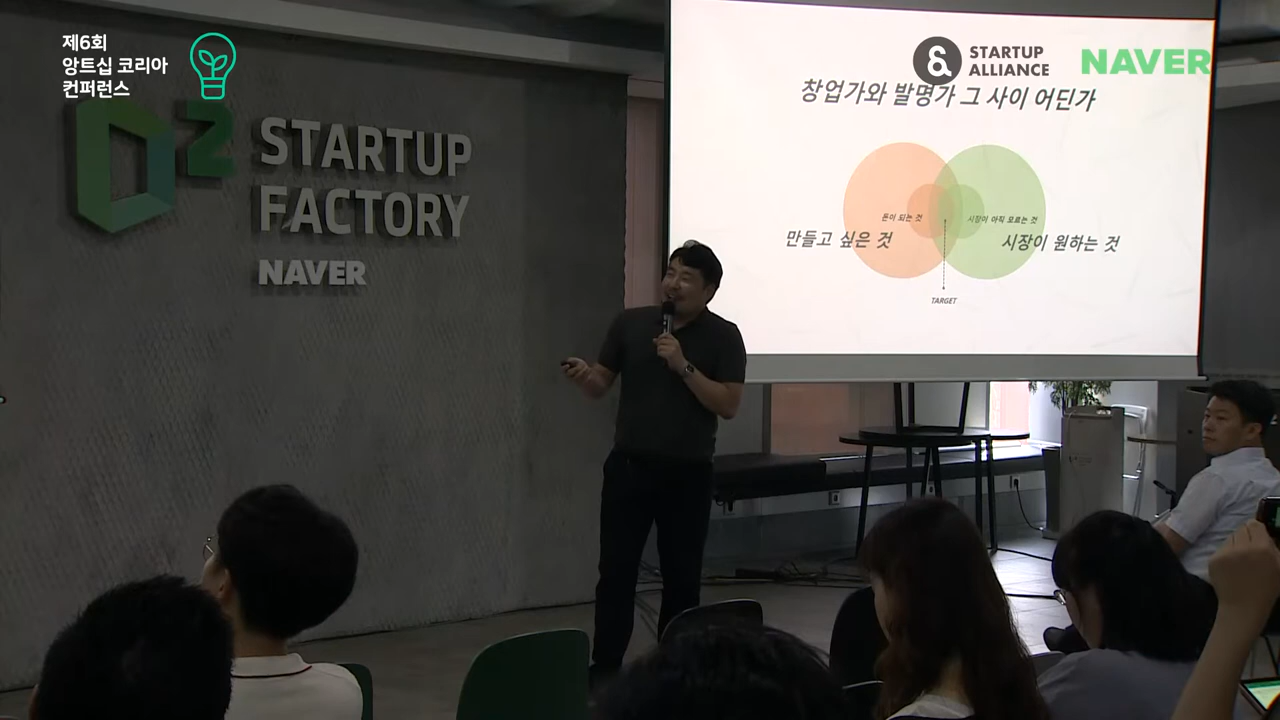 제6회
앙트십 코리아
컨퍼런스
D2
STARTUP
FACTORY
NAVER
&
STARTUP
ALLIANCE
NAVER
창업가와 발명가 그 사이 어딘가
돈이 되는 것
시장이 아직 모르는 것
만들고 싶은 것
시장이 원하는 것
TARGET